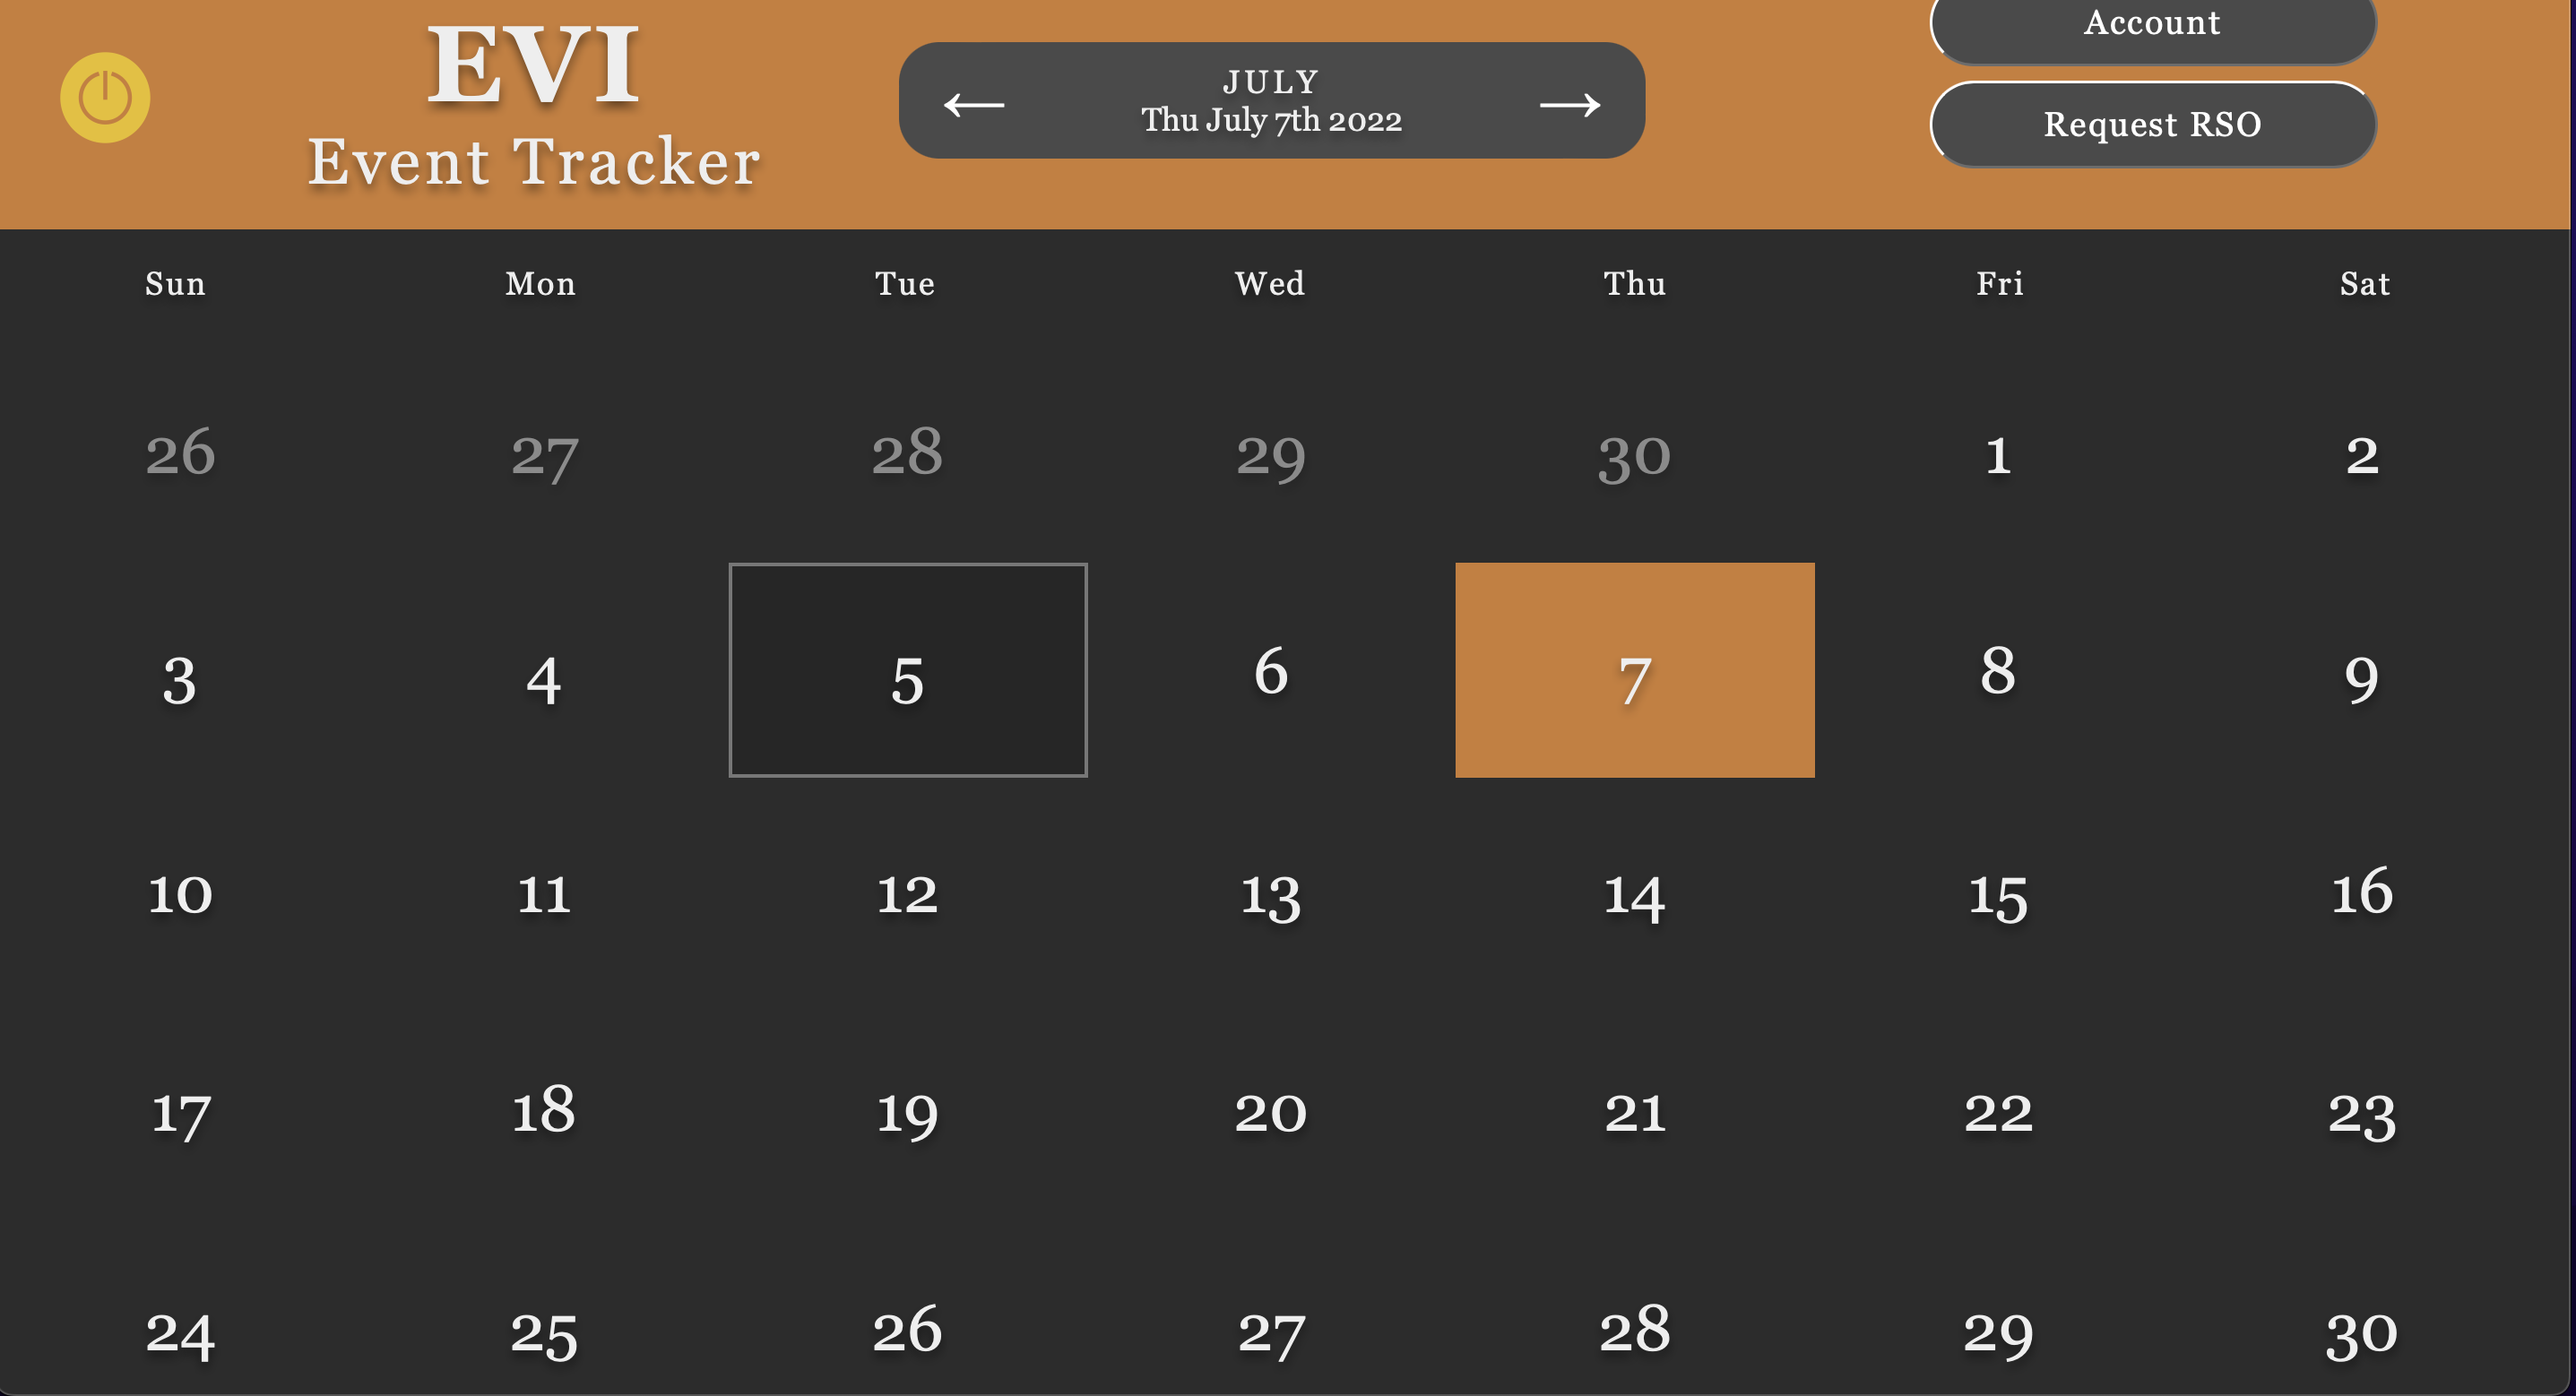 EVI
Event Tracker
JULY
Thu July 7th 2022
Account
Request RSO
Sun Mon Tue Wed Thu Fri Sat
26 27 28 29 30 1 2
3 4 5 6 7 8 9
10 11 12 13 14 15 16
17 18 19 20 21 22 23
24 25 26 27 28 29 30